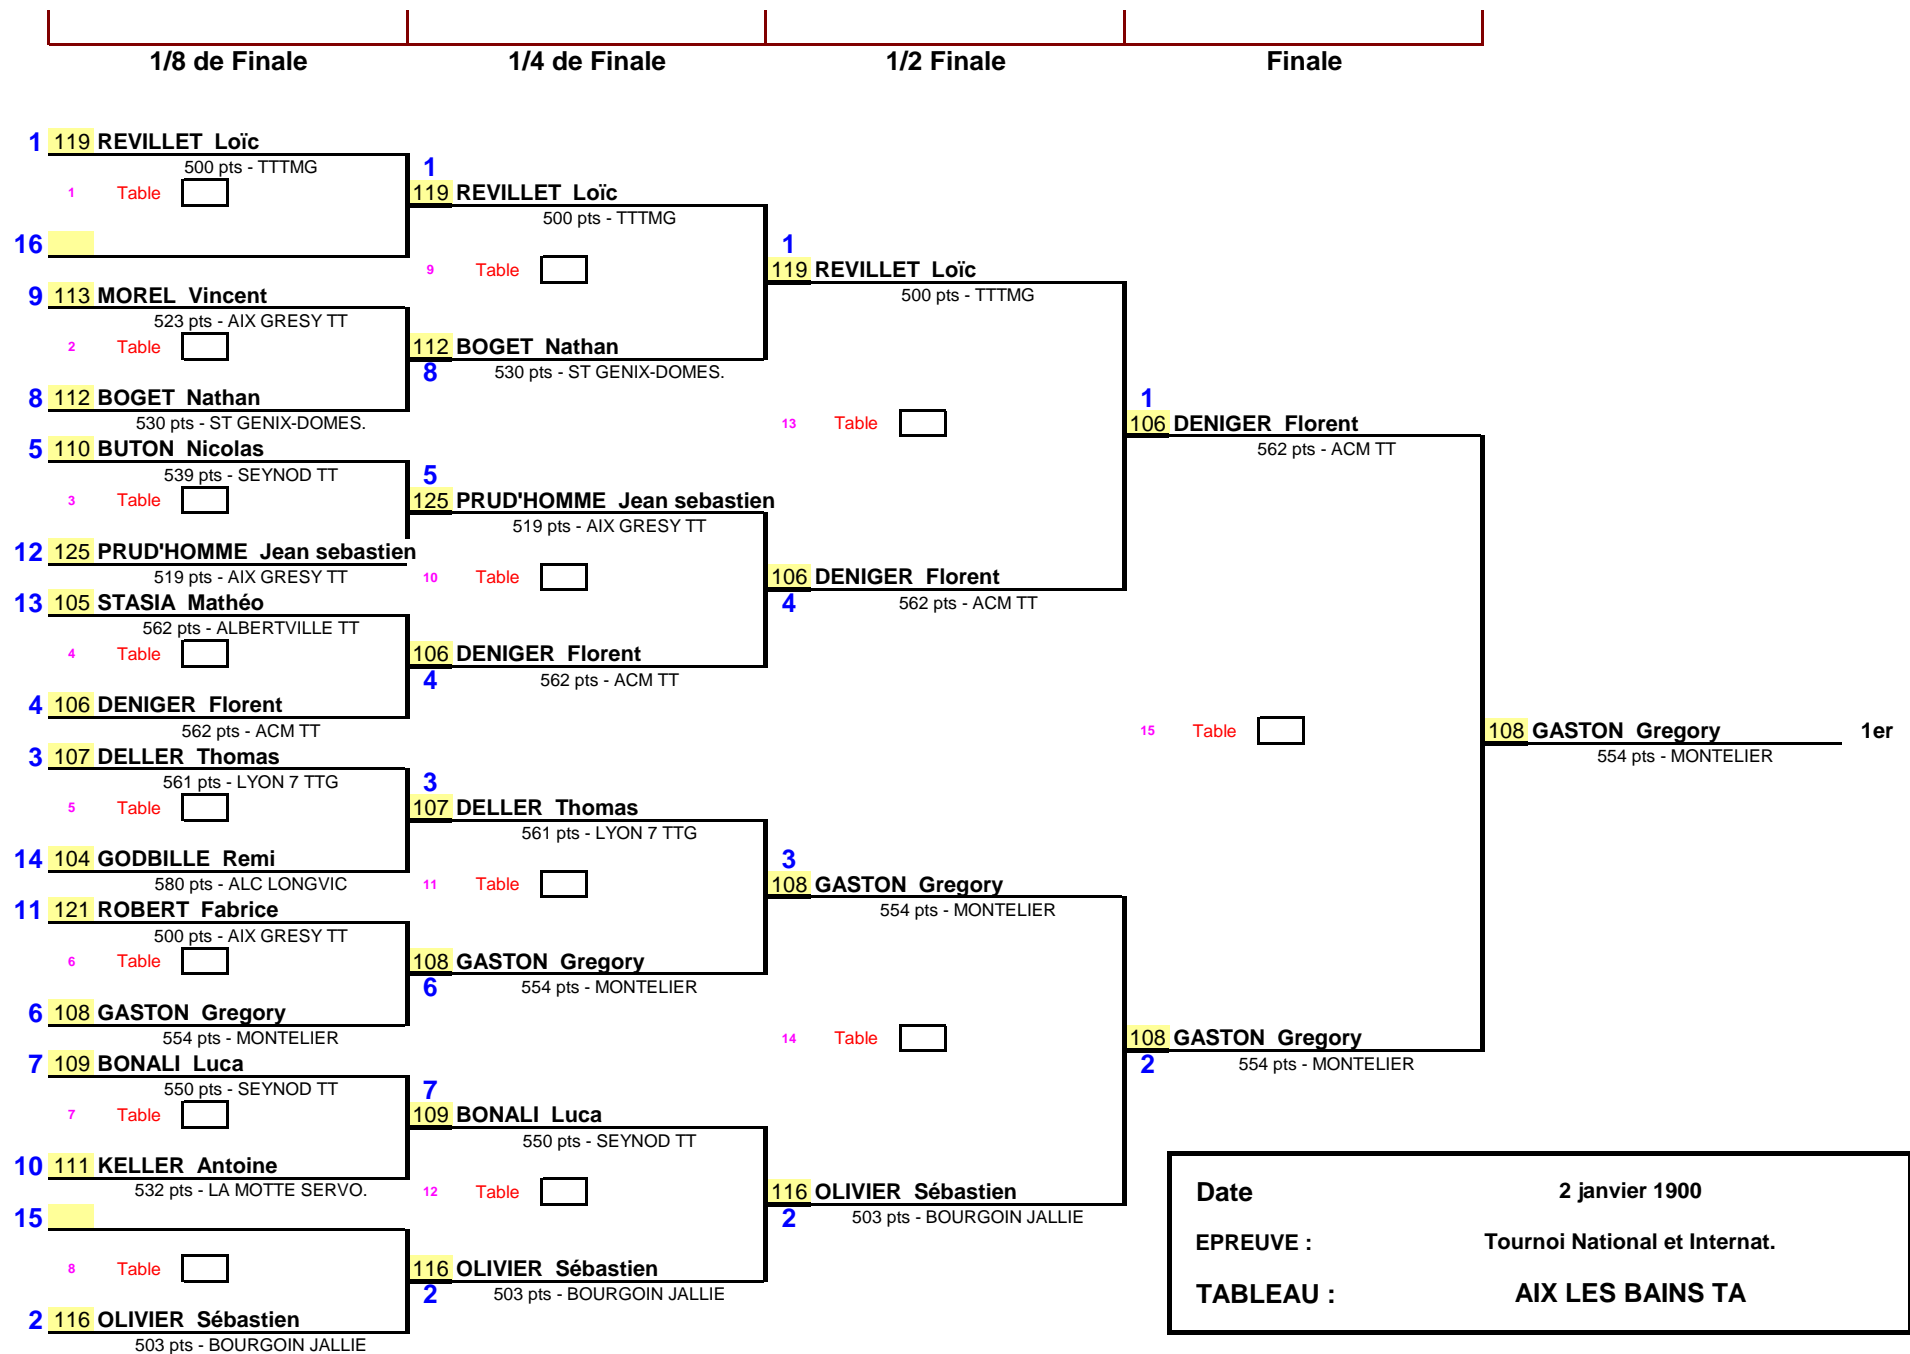 1/8 de Finale 1/4 de Finale 1/2 Finale Finale
1 119 REVILLET Loïc
500 pts - TTTMG
1 Table
16
9 113 MOREL Vincent
523 pts - AIX GRESY TT
2 Table
8 112 BOGET Nathan
530 pts - ST GENIX-DOMES.
5 110 BUTON Nicolas
539 pts - SEYNOD TT
3 Table
12 125 PRUD'HOMME Jean sebastien
519 pts - AIX GRESY TT
13 105 STASIA Mathéo
562 pts - ALBERTVILLE TT
4 Table
4 106 DENIGER Florent
562 pts - ACM TT
3 107 DELLER Thomas
561 pts - LYON 7 TTG
5 Table
14 104 GODBILLE Remi
580 pts - ALC LONGVIC
11 121 ROBERT Fabrice
500 pts - AIX GRESY TT
6 Table
6 108 GASTON Gregory
554 pts - MONTELIER
7 109 BONALI Luca
550 pts - SEYNOD TT
7 Table
10 111 KELLER Antoine
532 pts - LA MOTTE SERVO.
15
8 Table
2 116 OLIVIER Sébastien
503 pts - BOURGOIN JALLIE
1
119 REVILLET Loïc
500 pts - TTTMG
9 Table
112 BOGET Nathan
8 530 pts - ST GENIX-DOMES.
5
125 PRUD'HOMME Jean sebastien
519 pts - AIX GRESY TT
10 Table
106 DENIGER Florent
4 562 pts - ACM TT
3
107 DELLER Thomas
561 pts - LYON 7 TTG
11 Table
108 GASTON Gregory
6 554 pts - MONTELIER
7
109 BONALI Luca
550 pts - SEYNOD TT
12 Table
116 OLIVIER Sébastien
2 503 pts - BOURGOIN JALLIE
1
119 REVILLET Loïc
500 pts - TTTMG
13 Table
106 DENIGER Florent
4 562 pts - ACM TT
3
108 GASTON Gregory
554 pts - MONTELIER
14 Table
116 OLIVIER Sébastien
2 503 pts - BOURGOIN JALLIE
1
106 DENIGER Florent
562 pts - ACM TT
15 Table
108 GASTON Gregory
2 554 pts - MONTELIER
108 GASTON Gregory 1er
554 pts - MONTELIER
Date 2 janvier 1900
EPREUVE : Tournoi National et Internat.
TABLEAU : AIX LES BAINS TA